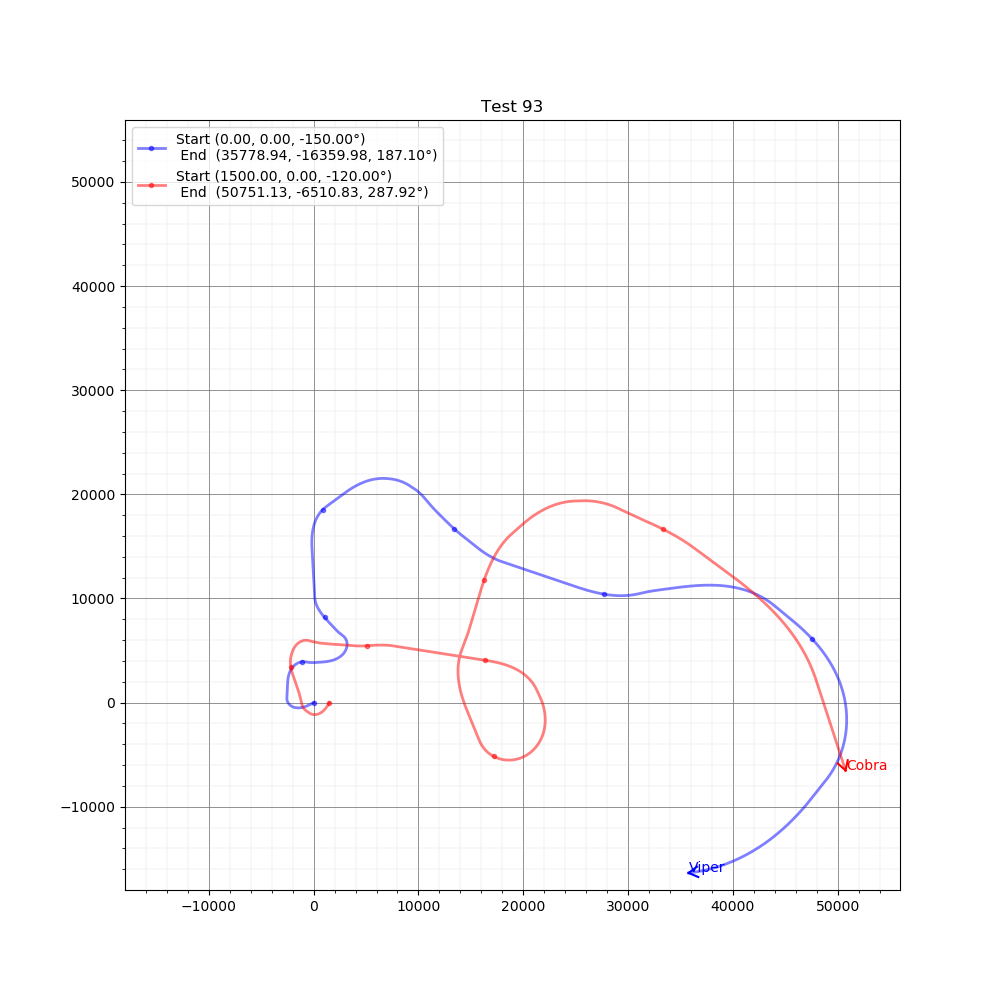 Test 93
Start (0.00, 0.00, -150.00°)
End (35778.94, -16359.98, 187.10°)
Start (1500.00, 0.00, -120.00°)
End (50751.13, -6510.83, 287.92°)
50000
40000
30000
20000
10000
0
−10000
Cobra
Viper
−10000 0 10000 20000 30000 40000 50000